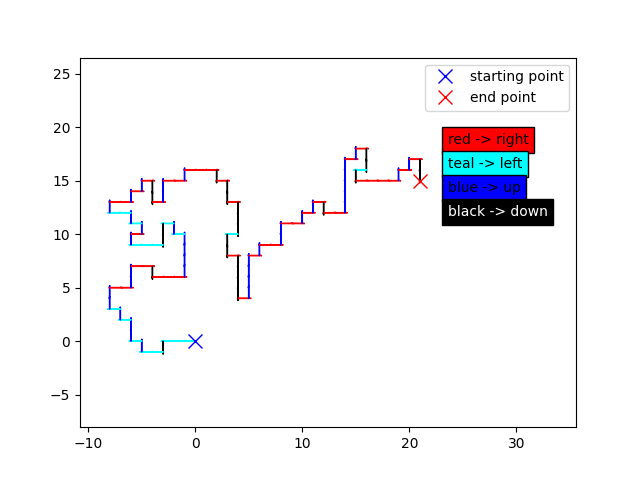 25
20
15
10
5
0
−5
−10
0
10
20
30
starting point
end point
red -> right
teal -> left
blue -> up
black -> down